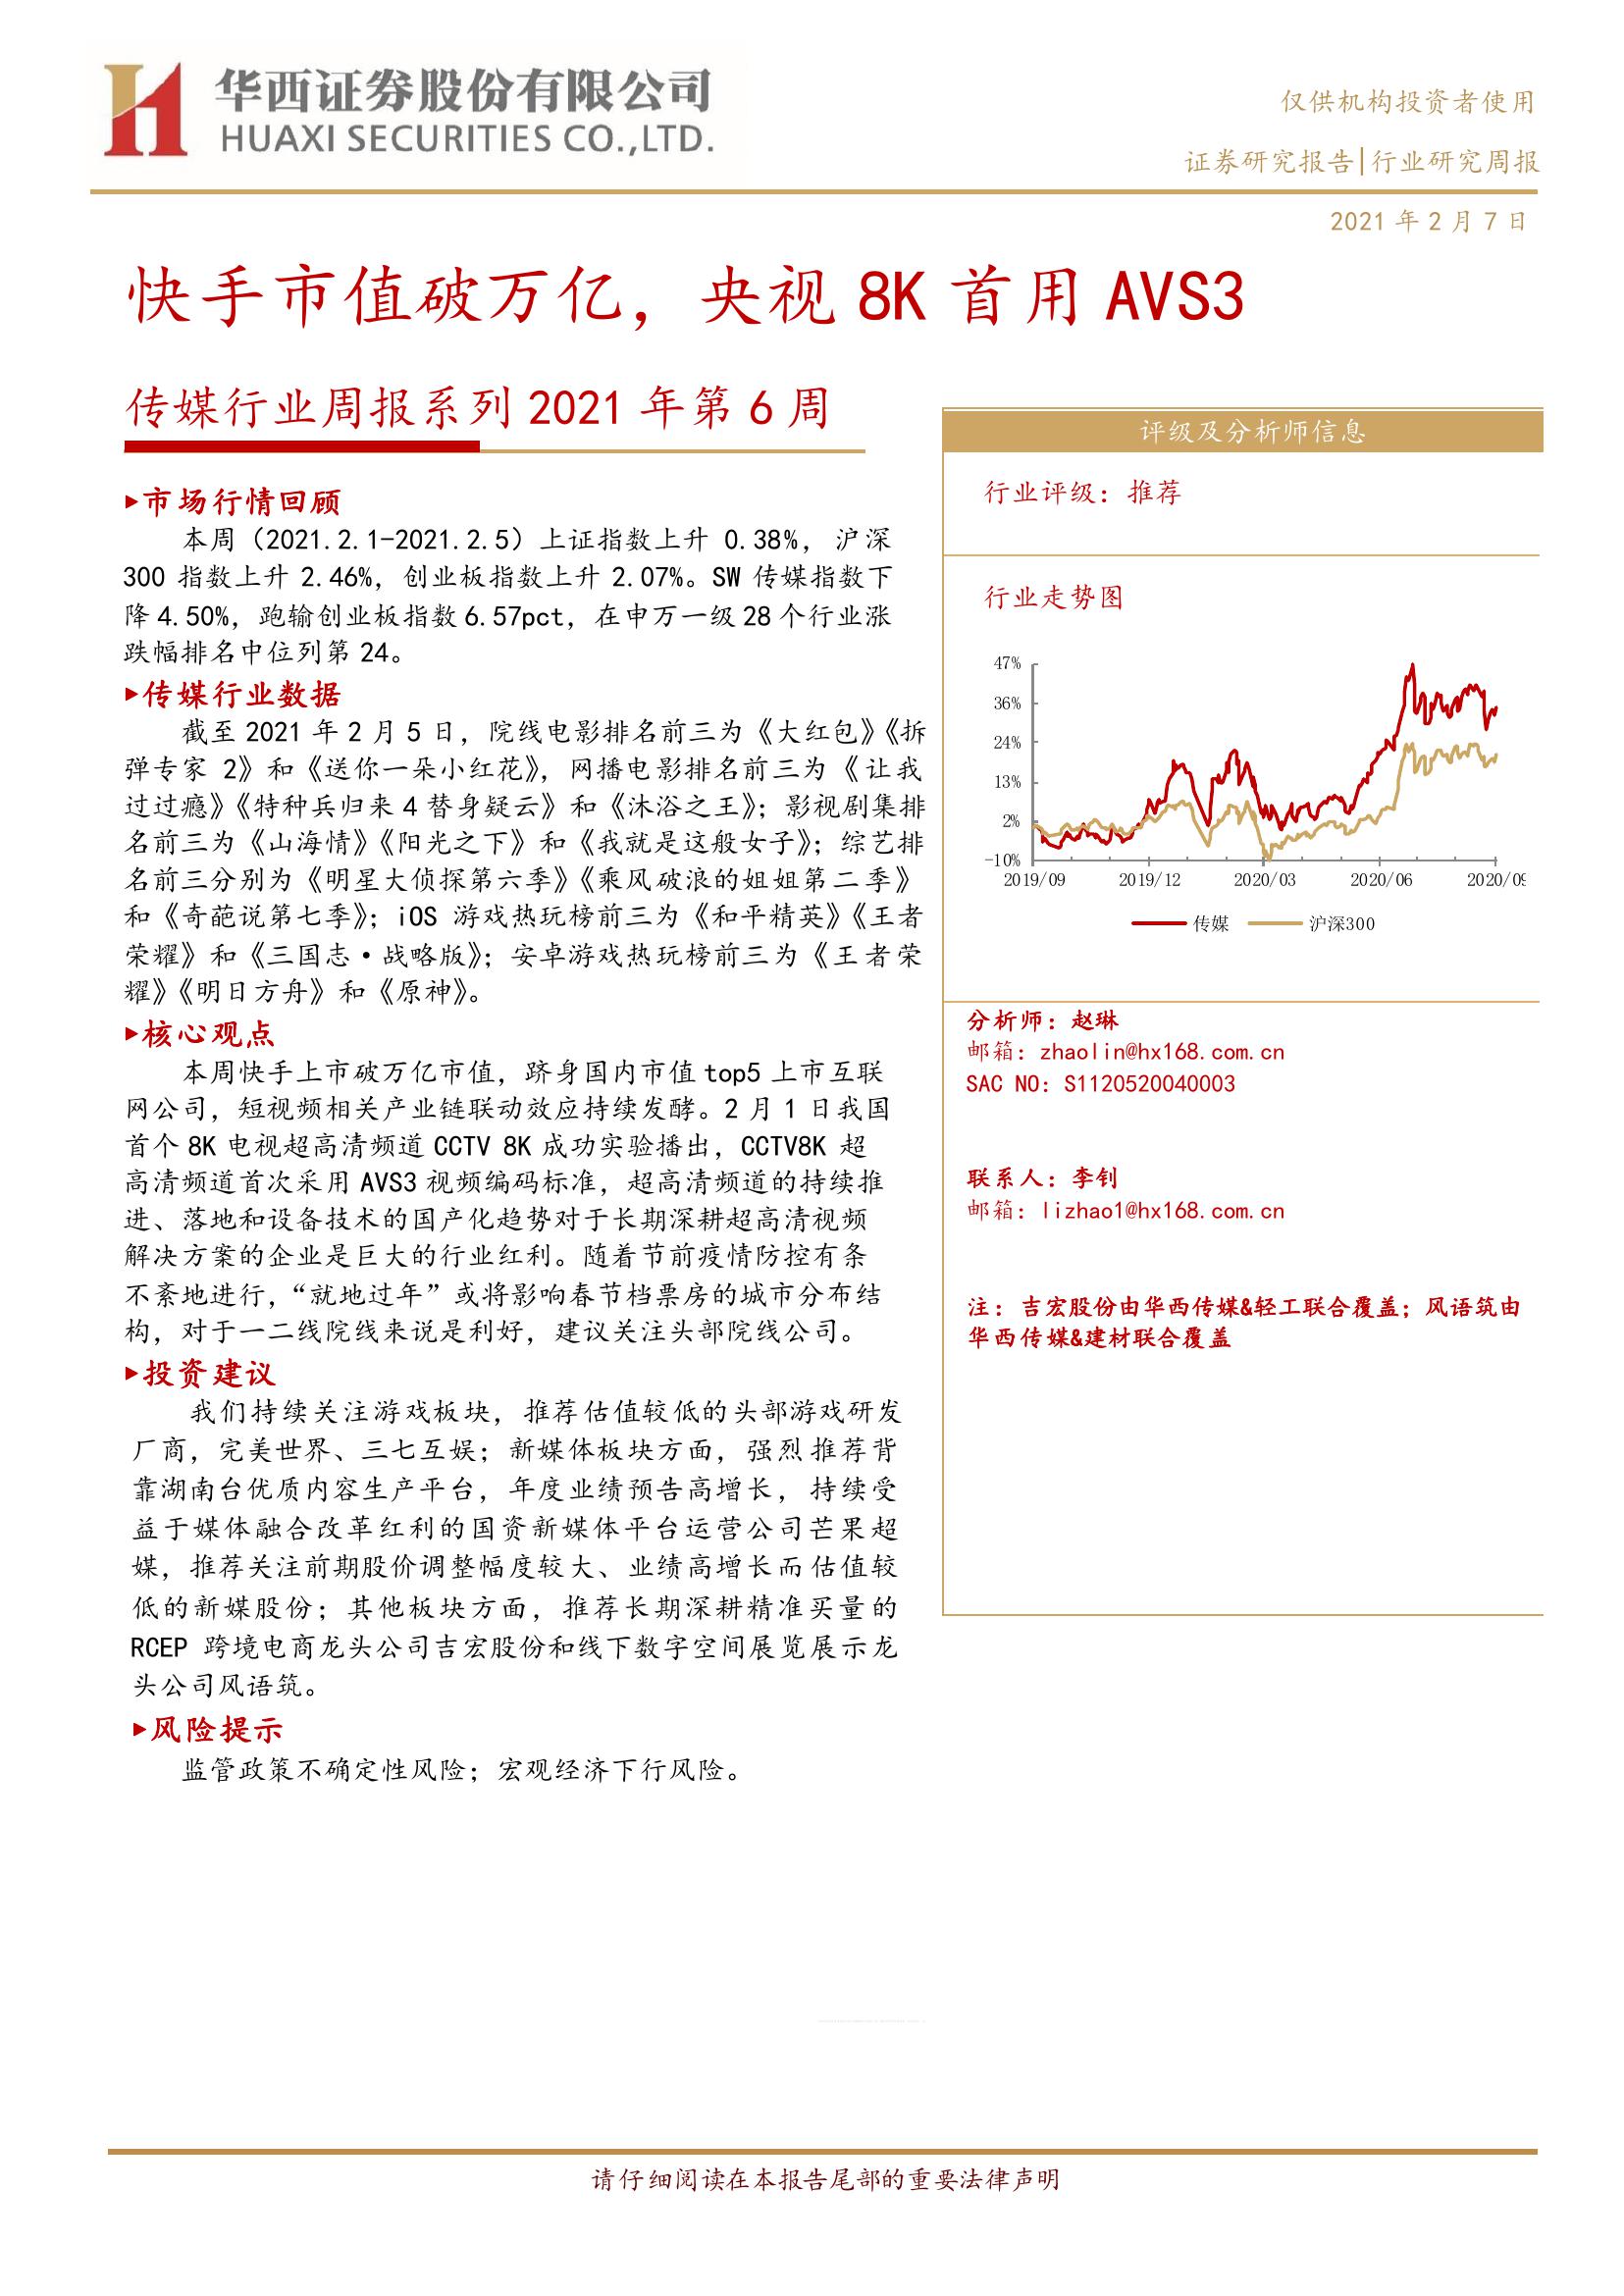 华西证券股份有限公司
HUAXI SECURITIES CO.,LTD.
仅供机构投资者使用
证券研究报告|行业研究周报
2021 年 2 月 7 日
快手市值破万亿，央视 8K 首用 AVS3
传媒行业周报系列 2021 年第 6 周
▸市场行情回顾
本周（2021.2.1-2021.2.5）上证指数上升 0.38%，沪深
300 指数上升 2.46%，创业板指数上升 2.07%。SW 传媒指数下
降 4.50%，跑输创业板指数 6.57pct，在申万一级 28 个行业涨
跌幅排名中位列第 24。
▸传媒行业数据
截至 2021 年 2 月 5 日，院线电影排名前三为《大红包》《拆
弹专家 2》和《送你一朵小红花》，网播电影排名前三为《让我
过过瘾》《特种兵归来 4 替身疑云》和《沐浴之王》；影视剧集排
名前三为《山海情》《阳光之下》和《我就是这般女子》；综艺排
名前三分别为《明星大侦探第六季》《乘风破浪的姐姐第二季》
和《奇葩说第七季》；iOS 游戏热玩榜前三为《和平精英》《王者
荣耀》和《三国志·战略版》；安卓游戏热玩榜前三为《王者荣
耀》《明日方舟》和《原神》。
▸核心观点
本周快手上市破万亿市值，跻身国内市值 top5 上市互联
网公司，短视频相关产业链联动效应持续发酵。2 月 1 日我国
首个 8K 电视超高清频道 CCTV 8K 成功实验播出，CCTV8K 超
高清频道首次采用 AVS3 视频编码标准，超高清频道的持续推
进、落地和设备技术的国产化趋势对于长期深耕超高清视频
解决方案的企业是巨大的行业红利。随着节前疫情防控有条
不紊地进行，“就地过年”或将影响春节档票房的城市分布结
构，对于一二线院线来说是利好，建议关注头部院线公司。
▸投资建议
我们持续关注游戏板块，推荐估值较低的头部游戏研发
厂商，完美世界、三七互娱；新媒体板块方面，强烈推荐背
靠湖南台优质内容生产平台，年度业绩预告高增长，持续受
益于媒体融合改革红利的国资新媒体平台运营公司芒果超
媒，推荐关注前期股价调整幅度较大、业绩高增长而估值较
低的新媒股份；其他板块方面，推荐长期深耕精准买量的
RCEP 跨境电商龙头公司吉宏股份和线下数字空间展览展示龙
头公司风语筑。
▸风险提示
监管政策不确定性风险；宏观经济下行风险。
评级及分析师信息
行业评级：推荐
行业走势图
47%
36%
24%
13%
2%
-10%
2019/09 2019/12 2020/03 2020/06 2020/09
传媒 沪深300
分析师：赵琳
邮箱：zhaolin@hx168.com.cn
SAC NO：S1120520040003
联系人：李钊
邮箱：lizhao1@hx168.com.cn
注：吉宏股份由华西传媒&轻工联合覆盖；风语筑由
华西传媒&建材联合覆盖
请仔细阅读在本报告尾部的重要法律声明